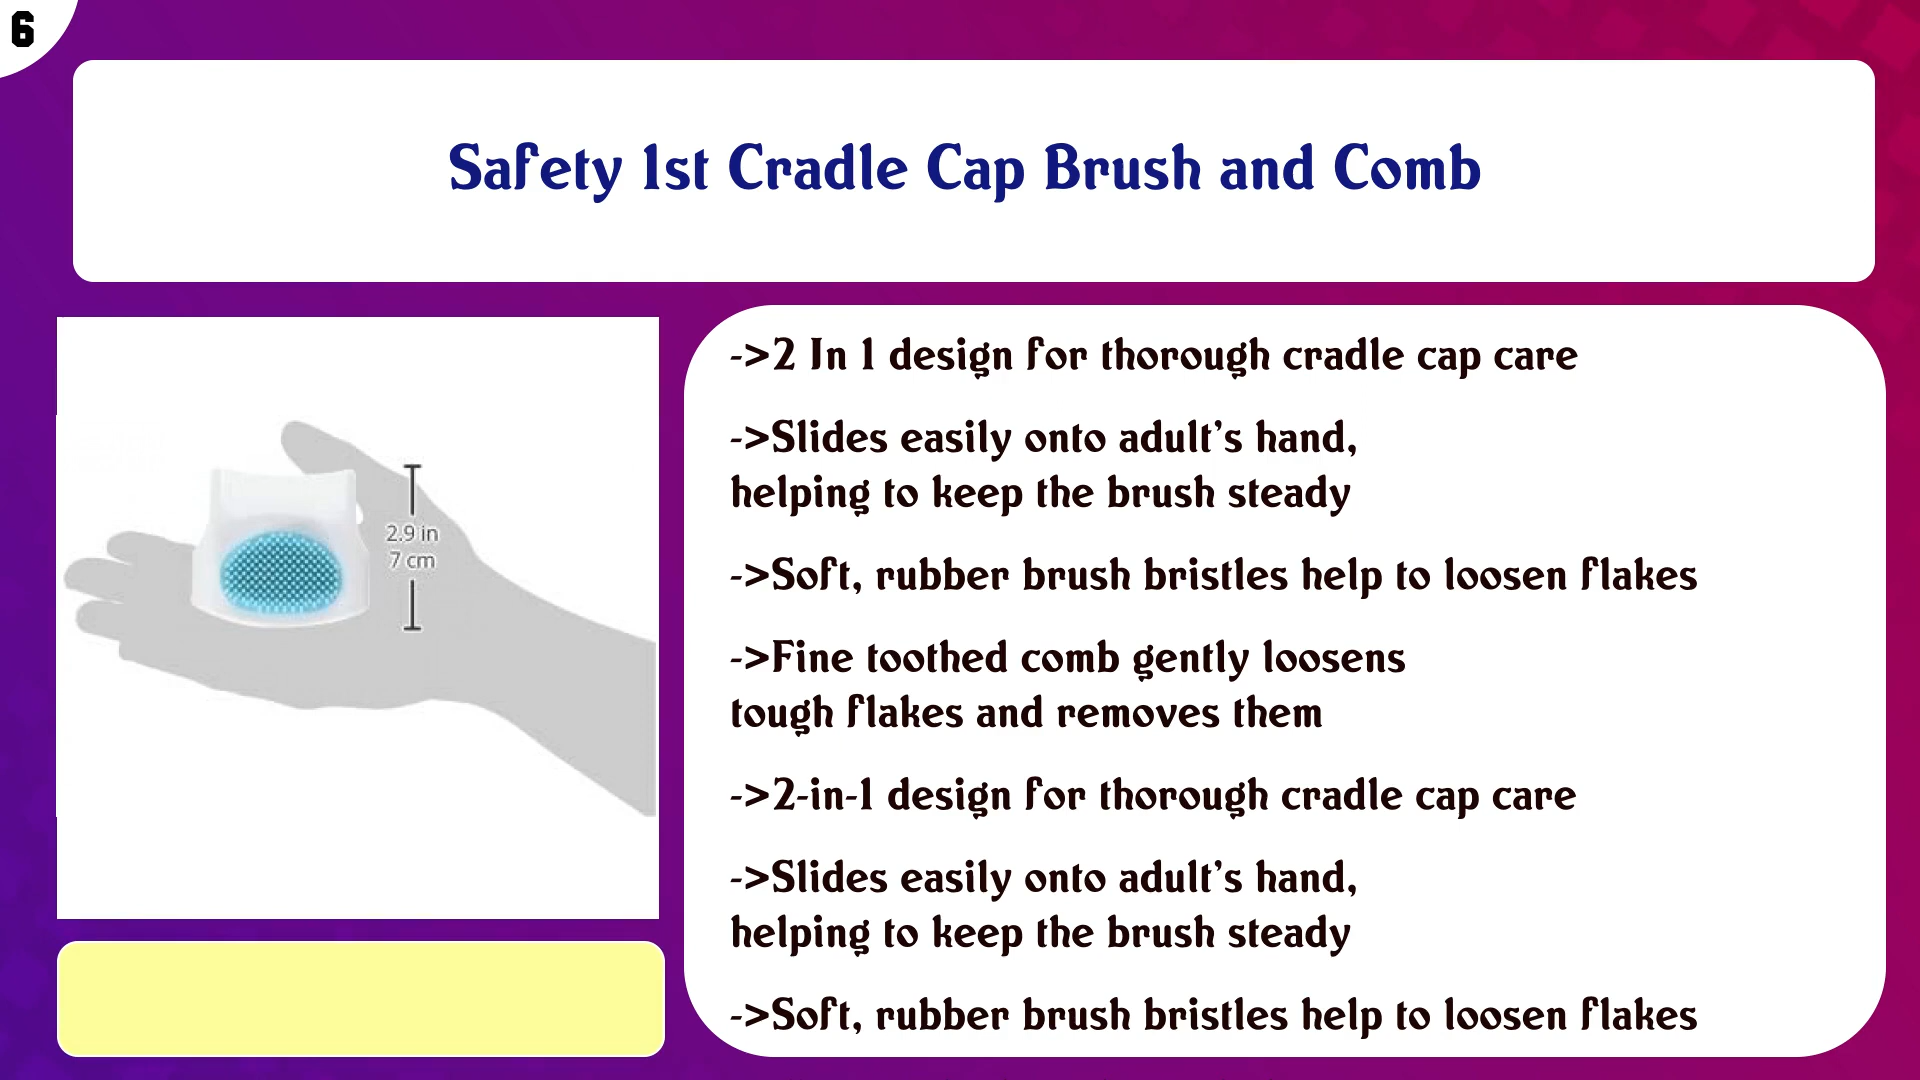 6
Safety 1st Cradle Cap Brush and Comb
2.9 in
7 cm
->2 In 1 design for thorough cradle cap care
->Slides easily onto adult's hand,
helping to keep the brush steady
->Soft, rubber brush bristles help to loosen flakes
->Fine toothed comb gently loosens
tough flakes and removes them
->2-in-1 design for thorough cradle cap care
->Slides easily onto adult's hand,
helping to keep the brush steady
->Soft, rubber brush bristles help to loosen flakes